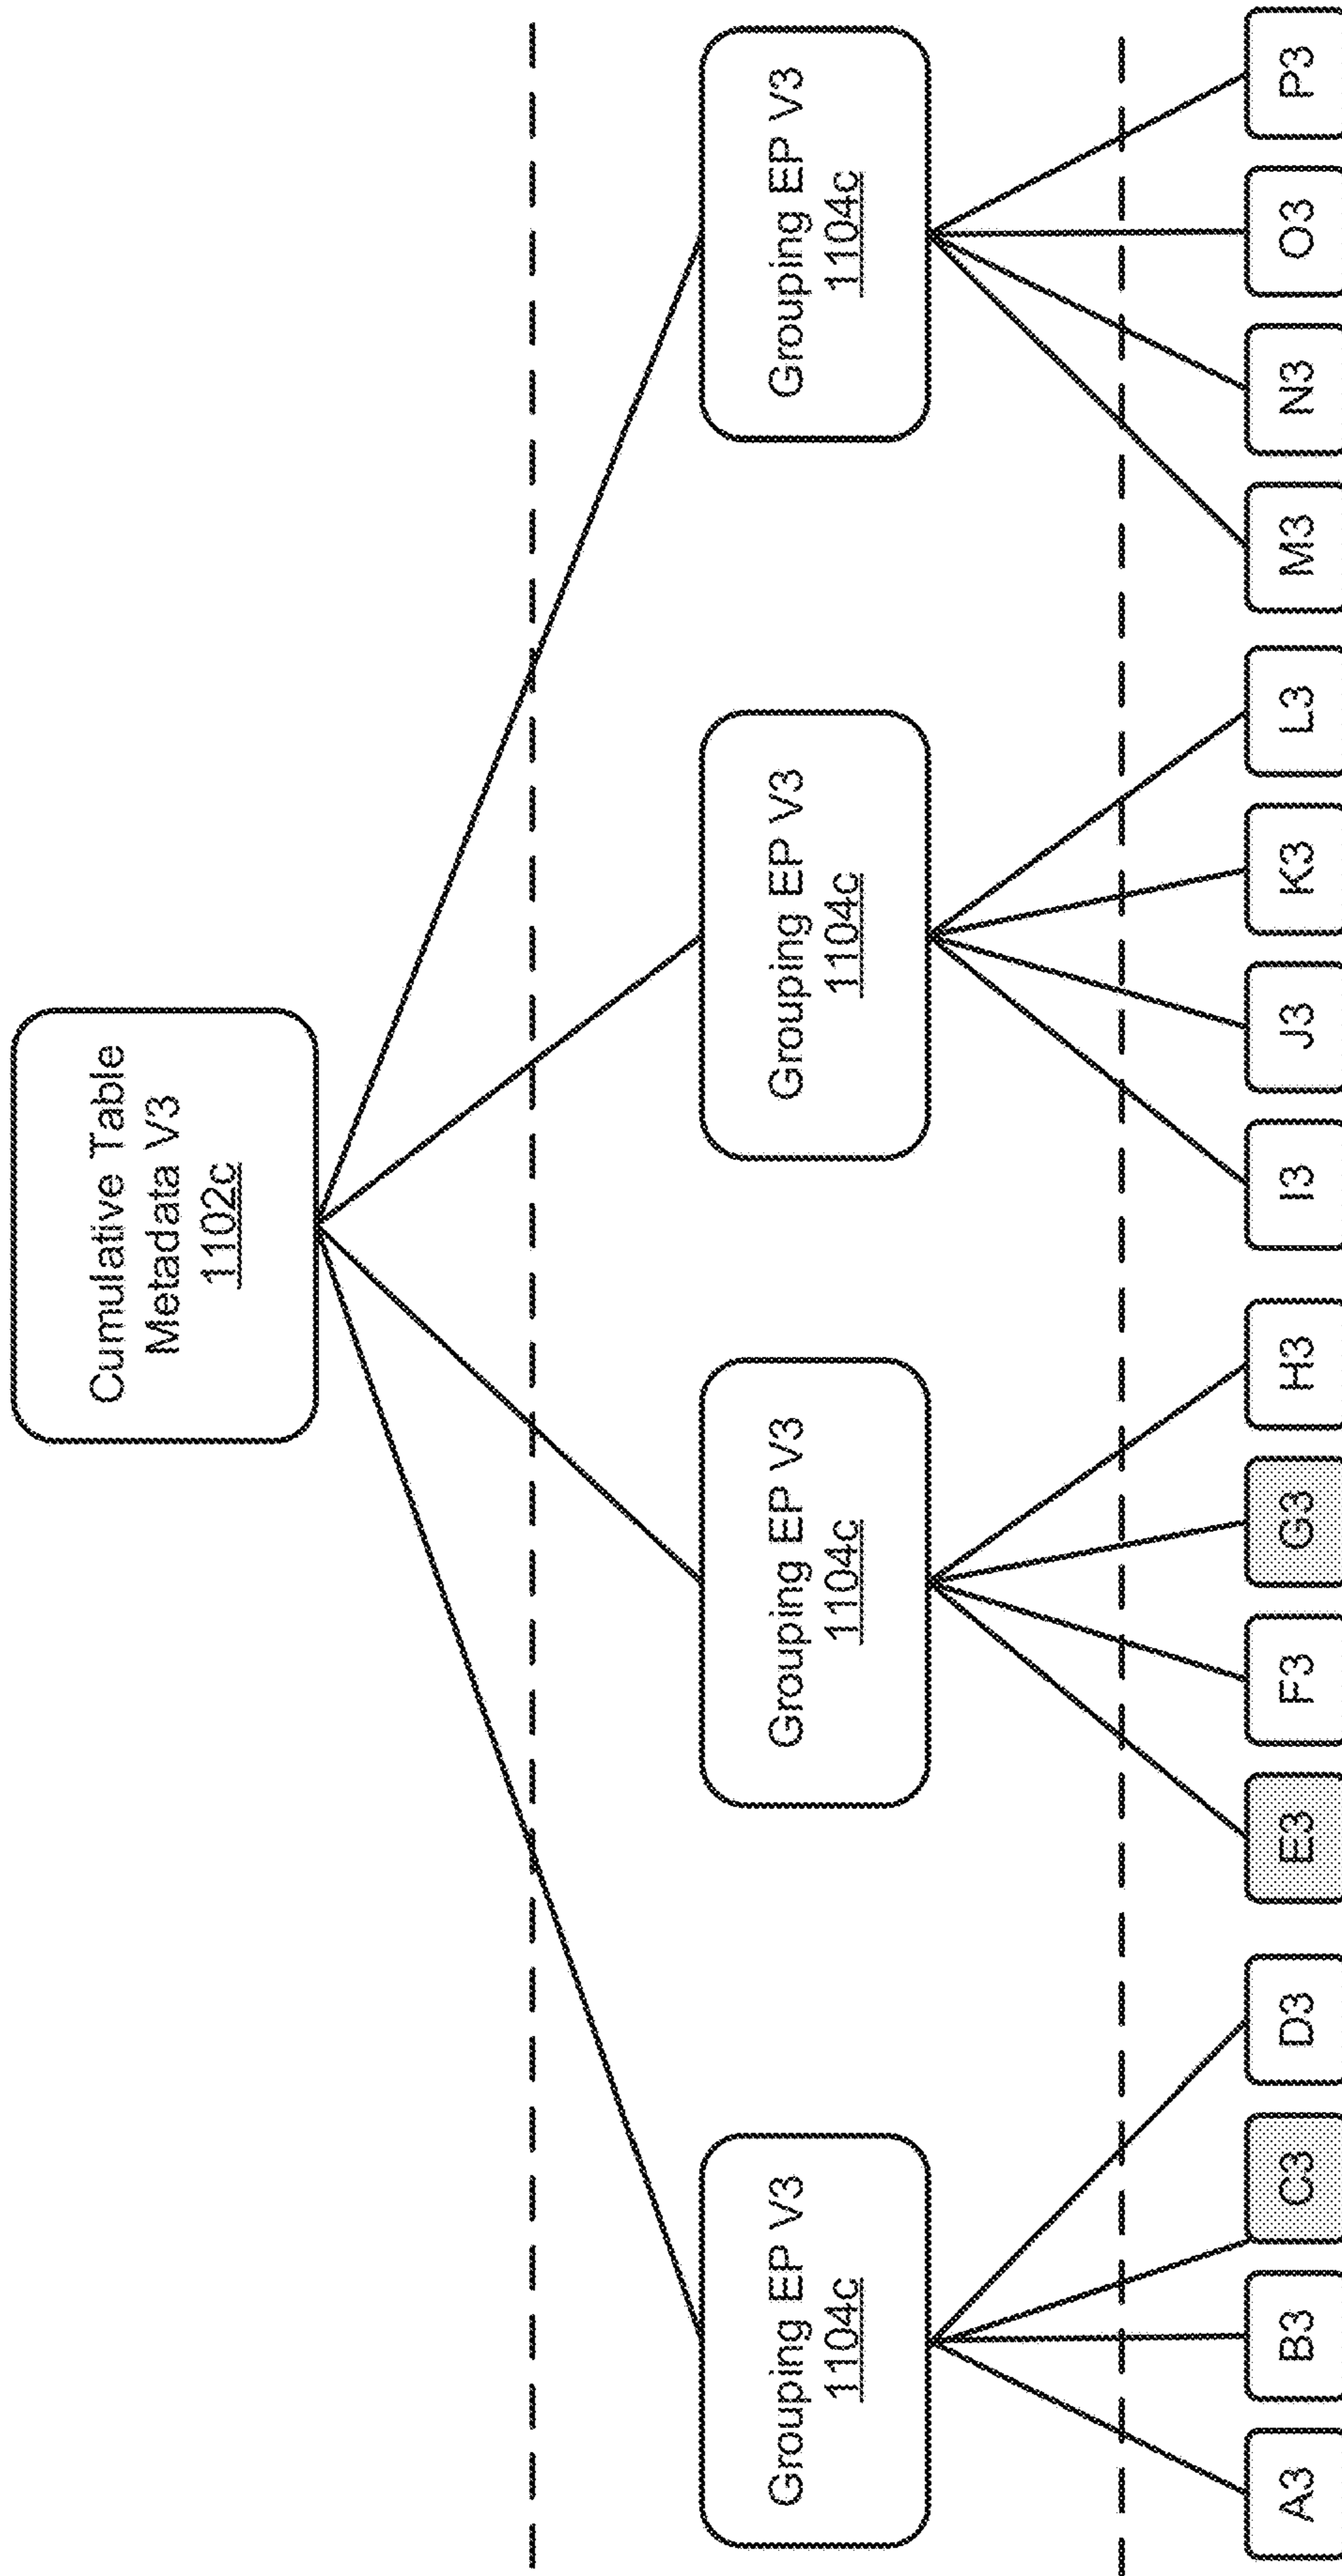 Cumulative Table
Metadata V3
1102c
Grouping EP V3
1104c
Grouping EP V3
1104c
Grouping EP V3
1104c
Grouping EP V3
1104c
A3
B3
C3
D3
E3
F3
G3
H3
I3
J3
K3
L3
M3
N3
O3
P3